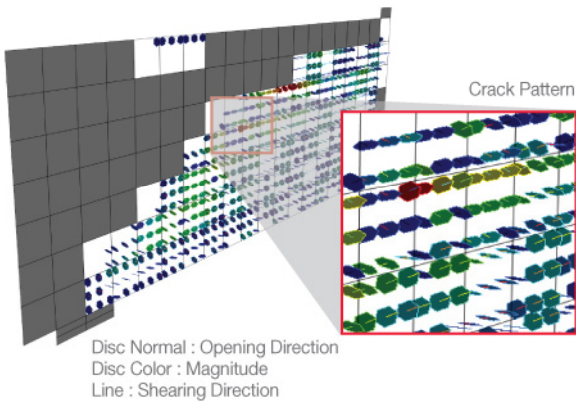 Crack Pattern
Disc Normal : Opening Direction
Disc Color : Magnitude
Line : Shearing Direction